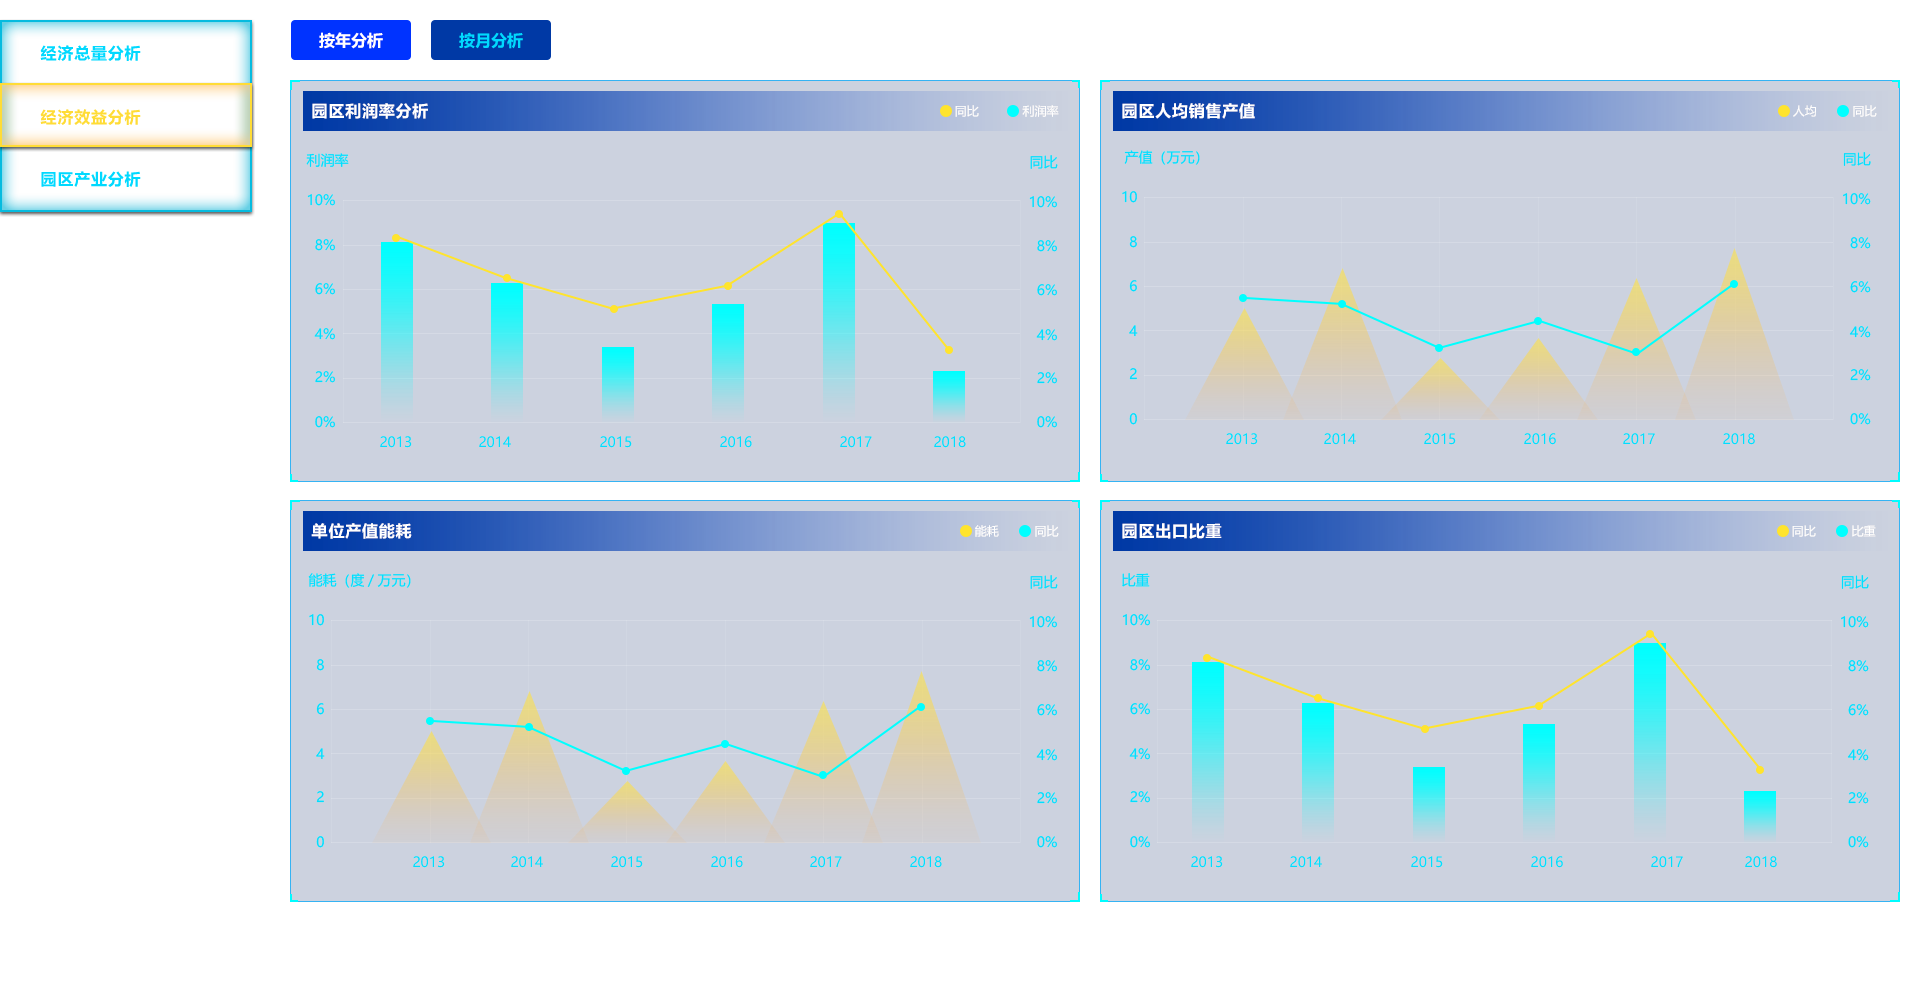 经济总量分析
经济效益分析
园区产业分析
按年分析 按月分析
园区利润率分析 同比 利润率
利润率 同比
10% 10%
8% 8%
6% 6%
4% 4%
2% 2%
0% 0%
2013 2014 2015 2016 2017 2018
园区人均销售产值 人均 同比
产值（万元） 同比
10 10%
8 8%
6 6%
4 4%
2 2%
0 0%
2013 2014 2015 2016 2017 2018
单位产值能耗 能耗 同比
能耗（度 / 万元） 同比
10 10%
8 8%
6 6%
4 4%
2 2%
0 0%
2013 2014 2015 2016 2017 2018
园区出口比重 同比 比重
比重 同比
10% 10%
8% 8%
6% 6%
4% 4%
2% 2%
0% 0%
2013 2014 2015 2016 2017 2018